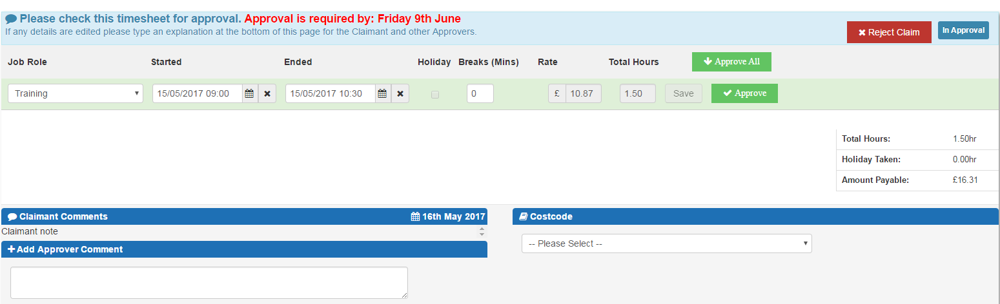 Please check this timesheet for approval. Approval is required by: Friday 9th June
If any details are edited please type an explanation at the bottom of this page for the Claimant and other Approvers.
Reject Claim
In Approval
Job Role Started Ended Holiday Breaks (Mins) Rate Total Hours Approve All
Training 15/05/2017 09:00 15/05/2017 10:30 0 £ 10.87 1.50 Save Approve
Total Hours: 1.50hr
Holiday Taken: 0.00hr
Amount Payable: £16.31
Claimant Comments 16th May 2017
Claimant note
Add Approver Comment
Costcode
-- Please Select --